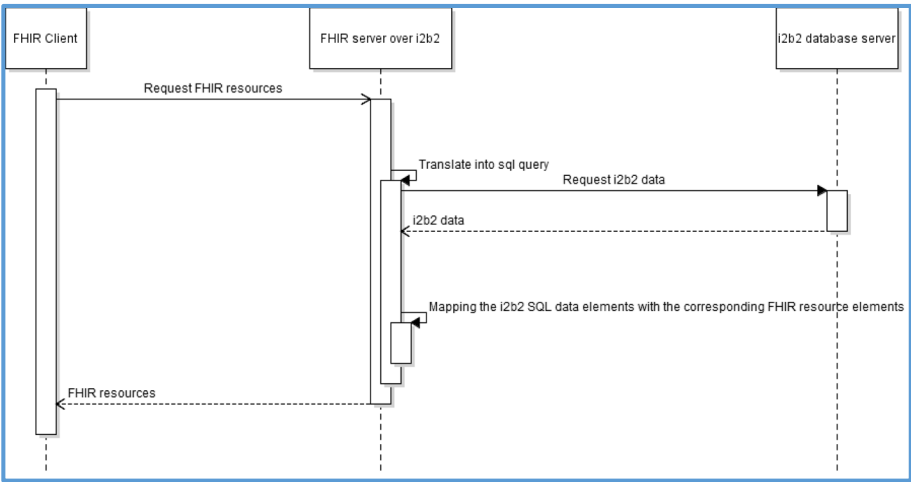 FHIR Client
FHIR server over i2b2
i2b2 database server
Request FHIR resources
Translate into sql query
Request i2b2 data
i2b2 data
Mapping the i2b2 SQL data elements with the corresponding FHIR resource elements
FHIR resources